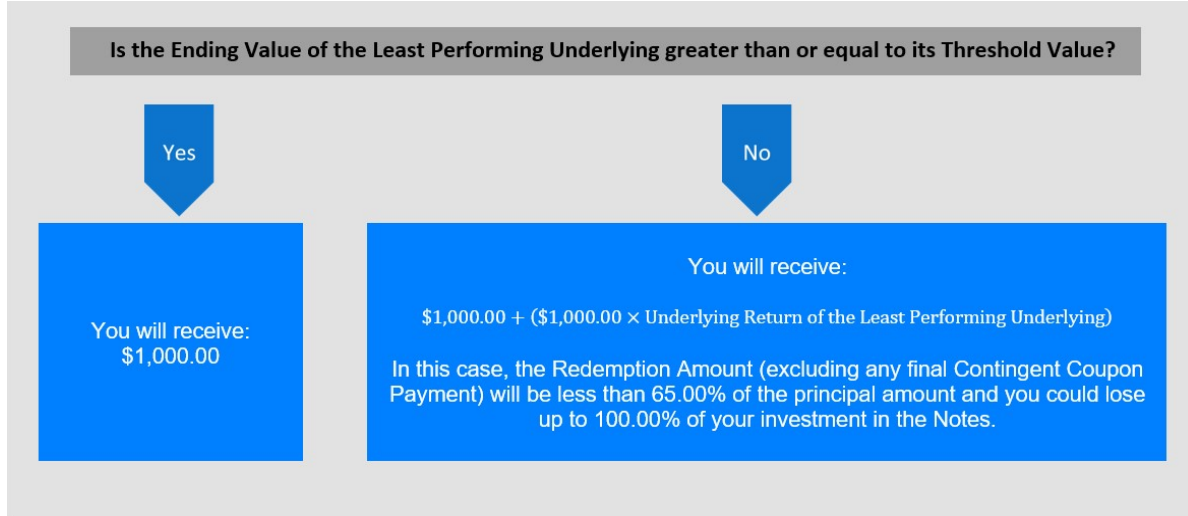 Is the Ending Value of the Least Performing Underlying greater than or equal to its Threshold Value?
Yes
No
You will receive:
$1,000.00
You will receive:
$1,000.00 + ($1,000.00 × Underlying Return of the Least Performing Underlying)
In this case, the Redemption Amount (excluding any final Contingent Coupon
Payment) will be less than 65.00% of the principal amount and you could lose
up to 100.00% of your investment in the Notes.